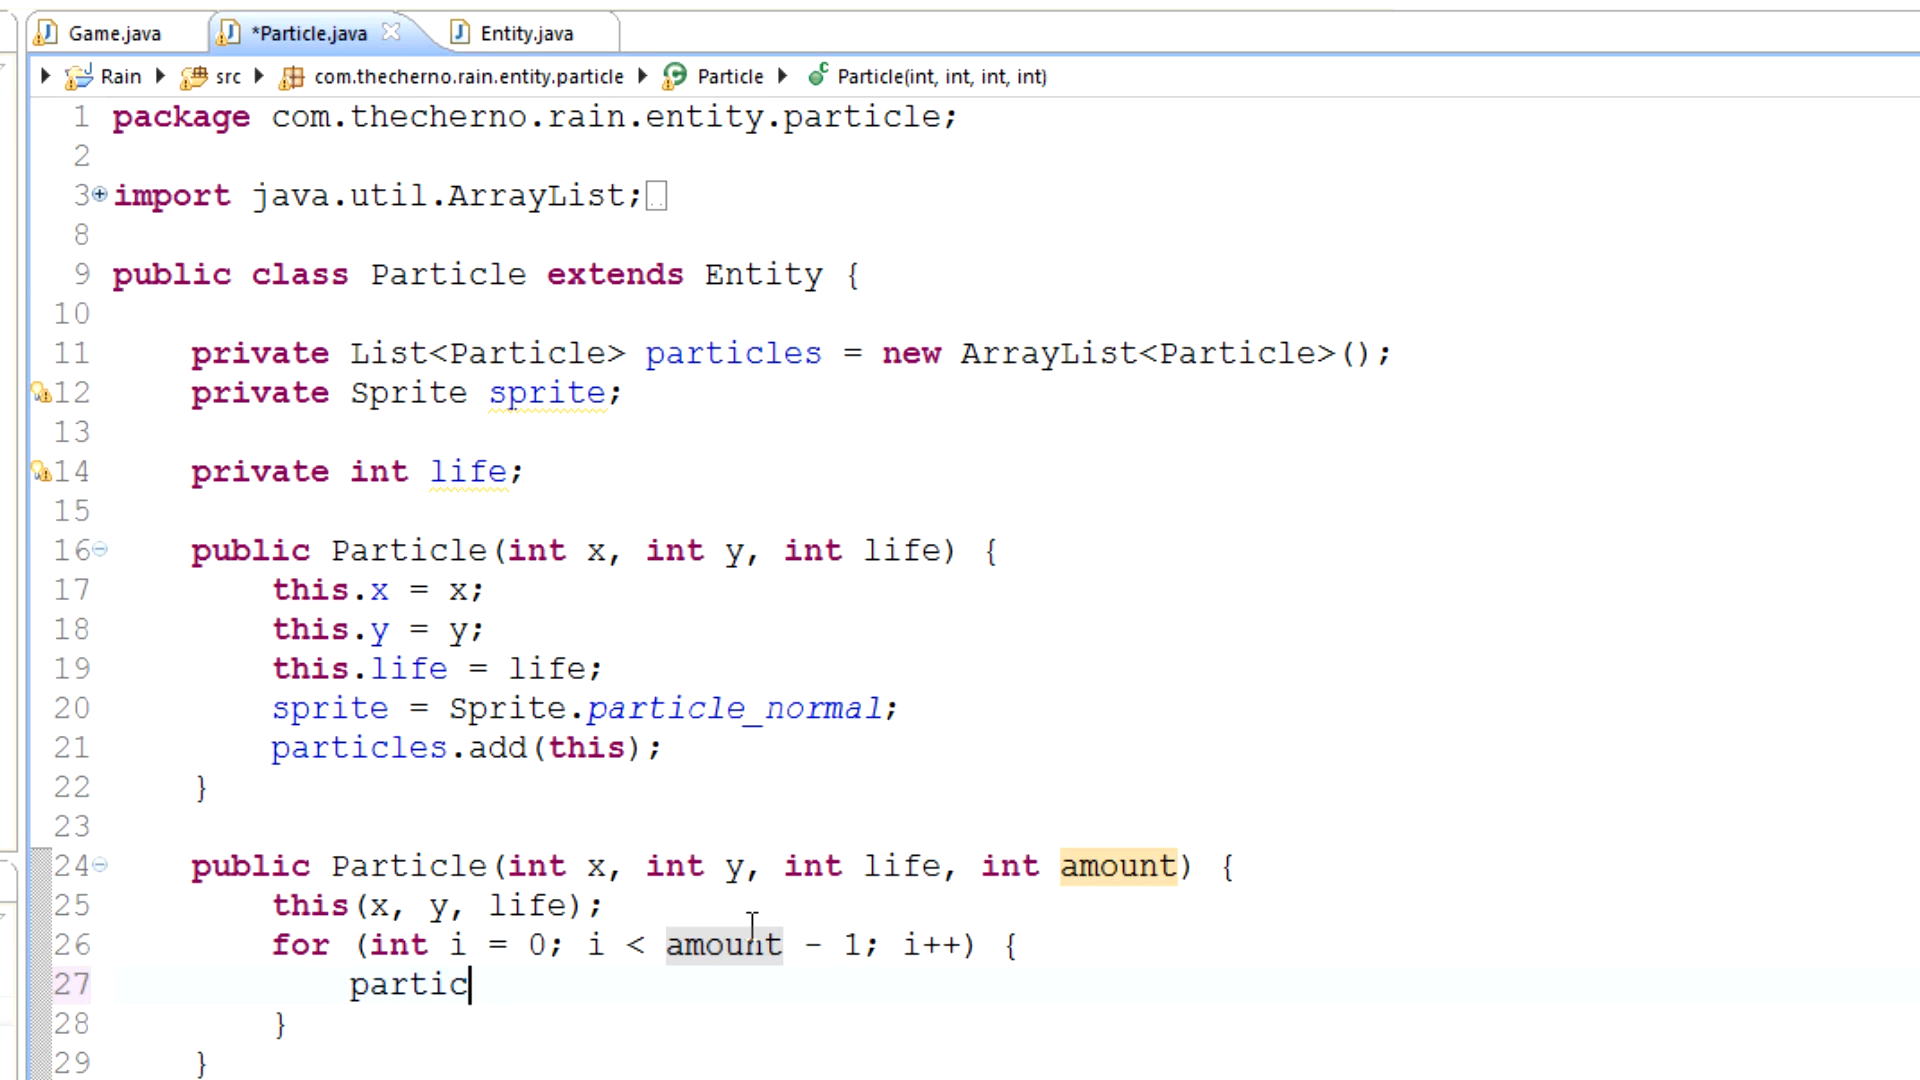 Game.java *Particle.java Entity.java
Rain src com.thecherno.rain.entity.particle Particle Particle(int, int, int, int)
1 package com.thecherno.rain.entity.particle;
2
3 import java.util.ArrayList;
8
9 public class Particle extends Entity {
10
11 private List<Particle> particles = new ArrayList<Particle>();
12 private Sprite sprite;
13
14 private int life;
15
16 public Particle(int x, int y, int life) {
17 this.x = x;
18 this.y = y;
19 this.life = life;
20 sprite = Sprite.particle_normal;
21 particles.add(this);
22 }
23
24 public Particle(int x, int y, int life, int amount) {
25 this(x, y, life);
26 for (int i = 0; i < amount - 1; i++) {
27 partic
28 }
29 }